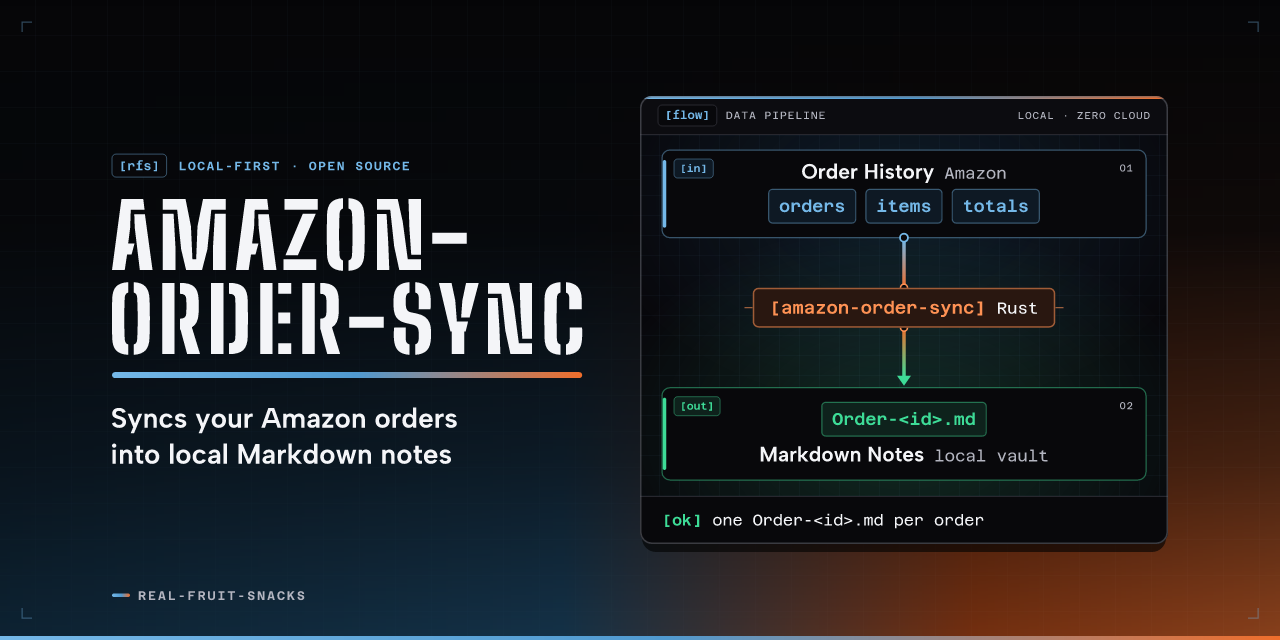 [rfs] LOCAL-FIRST · OPEN SOURCE
AMAZON-
ORDER-SYNC
Syncs your Amazon orders
into local Markdown notes
REAL-FRUIT-SNACKS
[flow] DATA PIPELINE
LOCAL · ZERO CLOUD
[in]
Order History Amazon
01
orders items totals
[amazon-order-sync] Rust
[out]
Order-<id>.md
02
Markdown Notes local vault
[ok] one Order-<id>.md per order